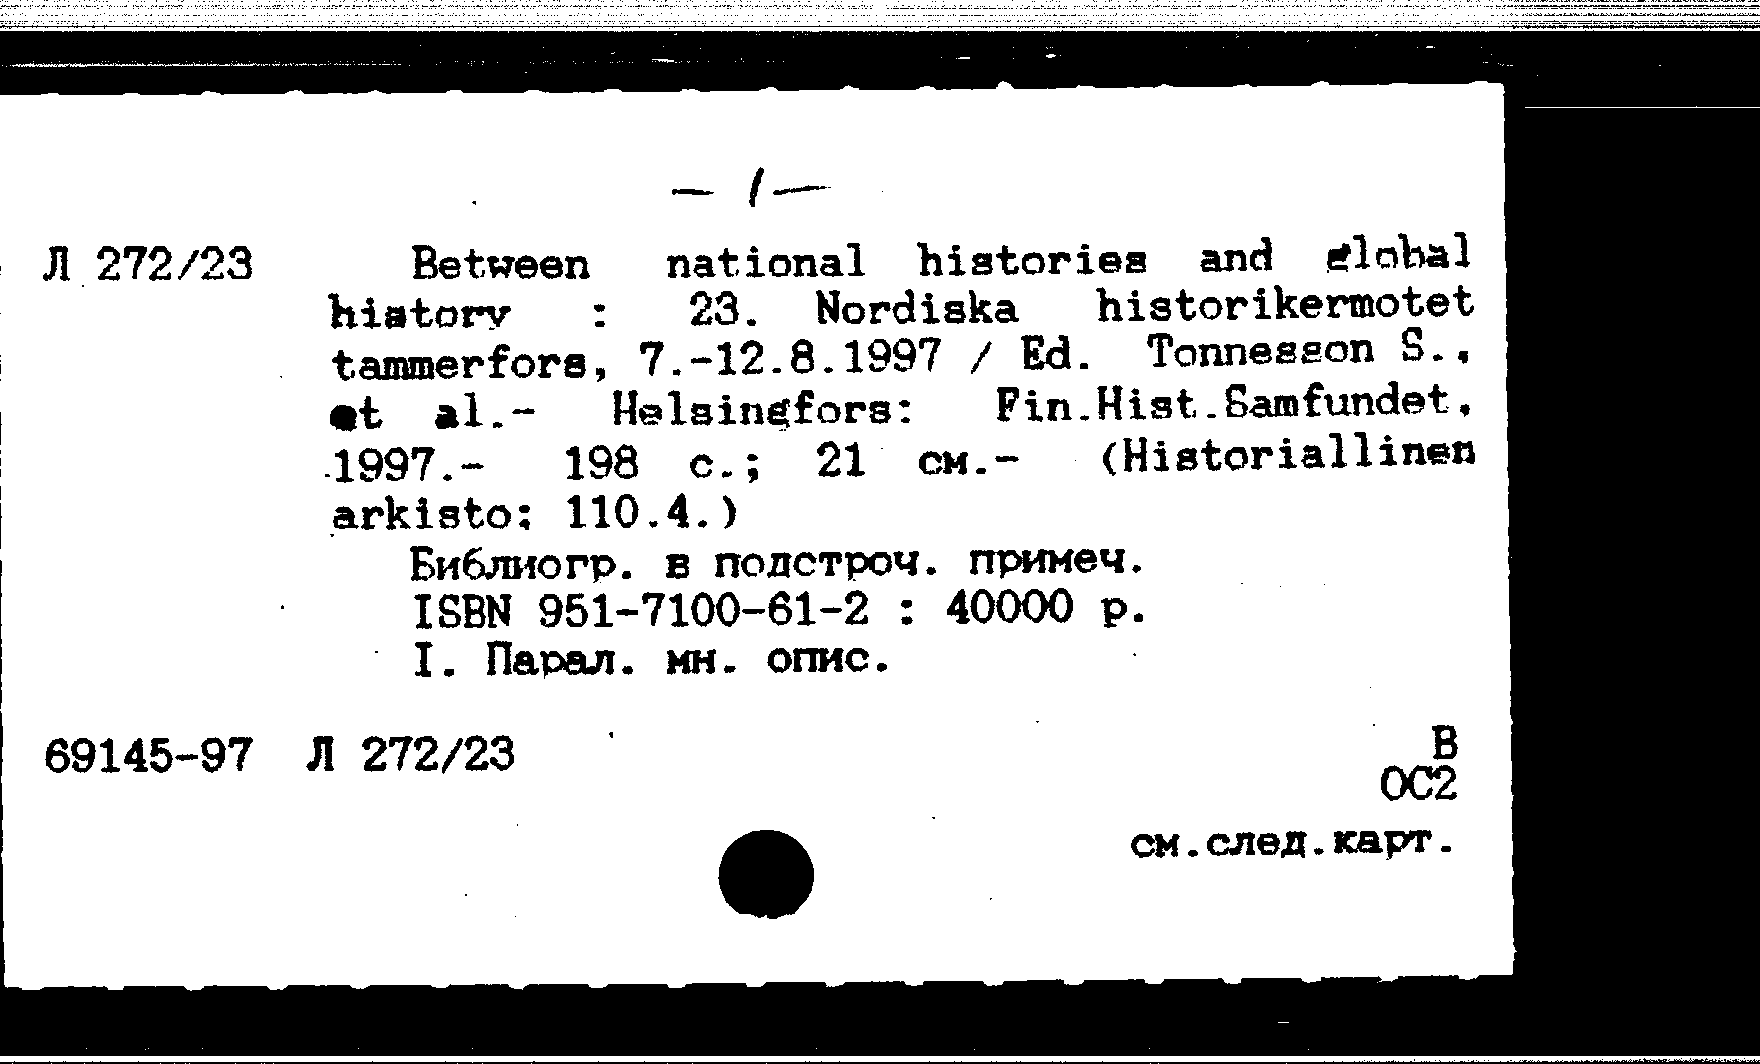 — 1 —
Л 272/23 Between national histories and global
history : 23. Nordiska historikermotet
tammerfors, 7.-12.8.1997 / Ed. Tonnesson S.,
et al.- Helsingfors: Fin.Hist.Samfundet,
1997.- 198 с.; 21 см.- (Historiallinen
arkisto; 110.4.)
Библиогр. в подстроч. примеч.
ISBN 951-7100-61-2 : 40000 р.
I. Парал. мн. опис.
69145-97 Л 272/23 В
ОС2
см.след.карт.